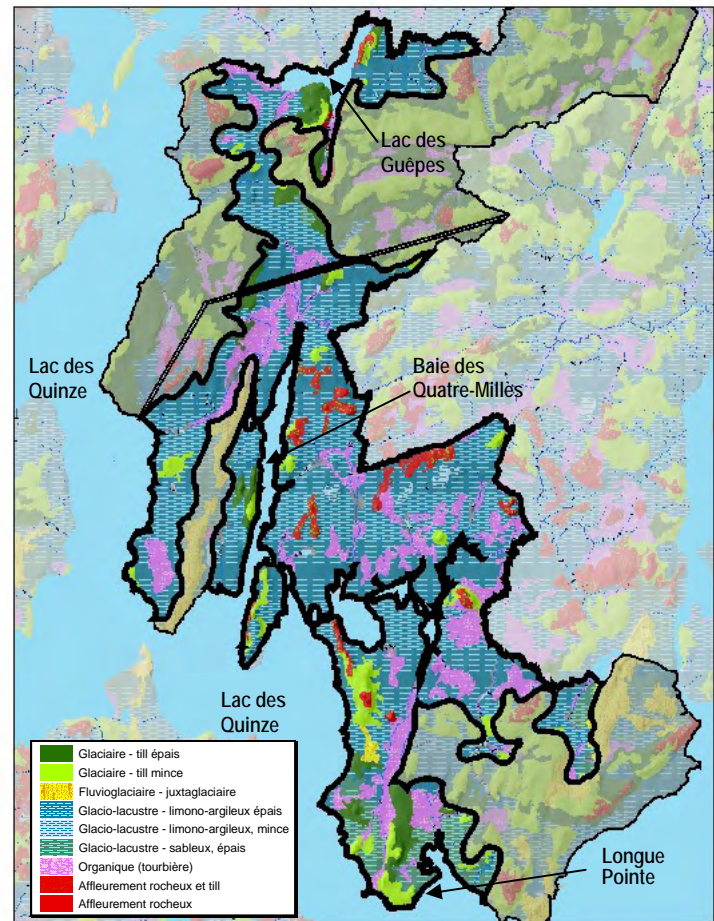 Lac des
Guêpes
Lac des
Quinze
Baie des
Quatre-Milles
Lac des
Quinze
Glaciaire - till épais
Glaciaire - till mince
Fluvioglaciaire - juxtaglaciaire
Glacio-lacustre - limono-argileux épais
Glacio-lacustre - limono-argileux, mince
Glacio-lacustre - sableux, épais
Organique (tourbière)
Affleurement rocheux et till
Affleurement rocheux
Longue
Pointe